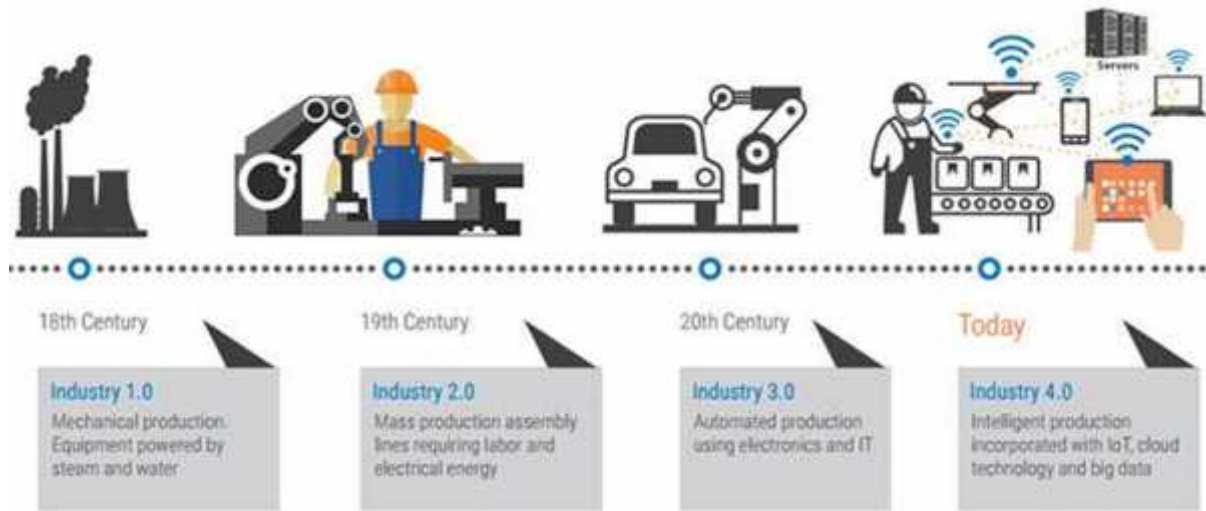 Servers
18th Century
Industry 1.0
Mechanical production.
Equipment powered by
steam and water
19th Century
Industry 2.0
Mass production assembly
lines requiring labor and
electrical energy
20th Century
Industry 3.0
Automated production
using electronics and IT
Today
Industry 4.0
Intelligent production
incorporated with IoT, cloud
technology and big data